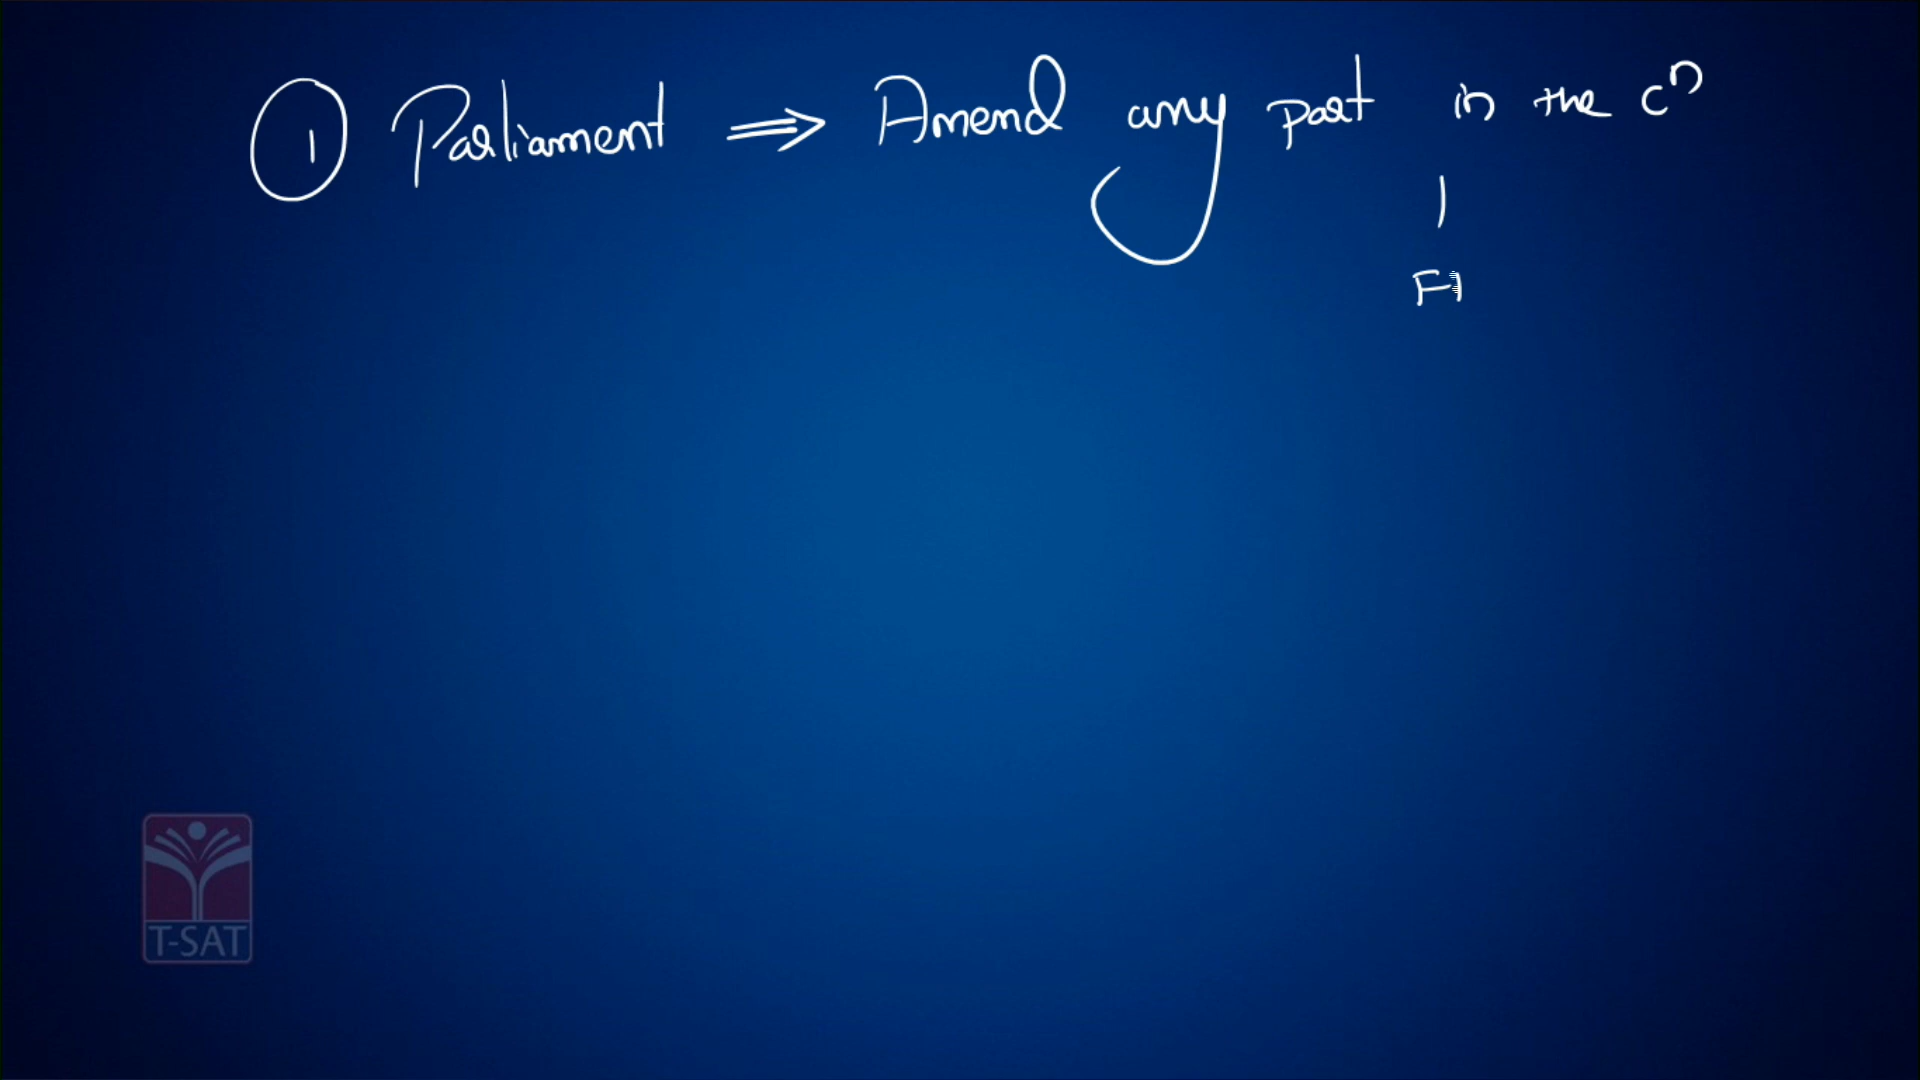 ① Parliament ⇒ Amend any part in the Cⁿ
T-SAT